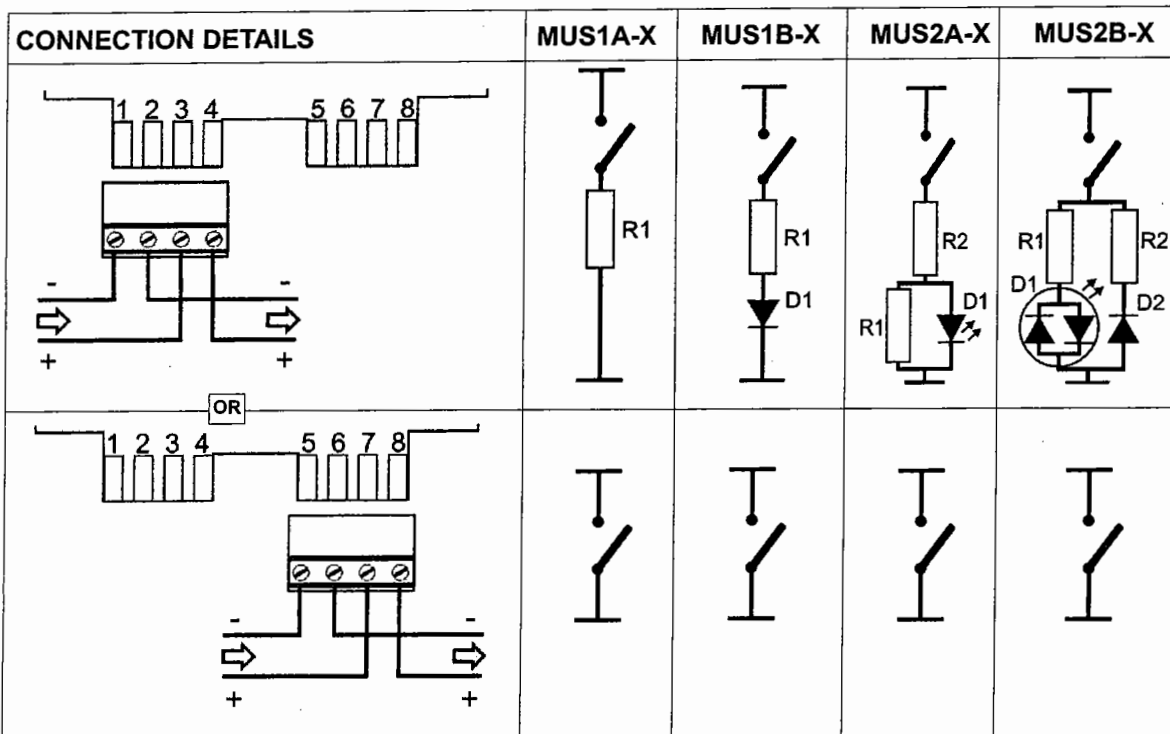 CONNECTION DETAILS MUS1A-X MUS1B-X MUS2A-X MUS2B-X
1 2 3 4 5 6 7 8
- -
+ +
R1
R1
D1
R2
R1 D1
R1 R2
D1 D2
OR
1 2 3 4 5 6 7 8
- -
+ +